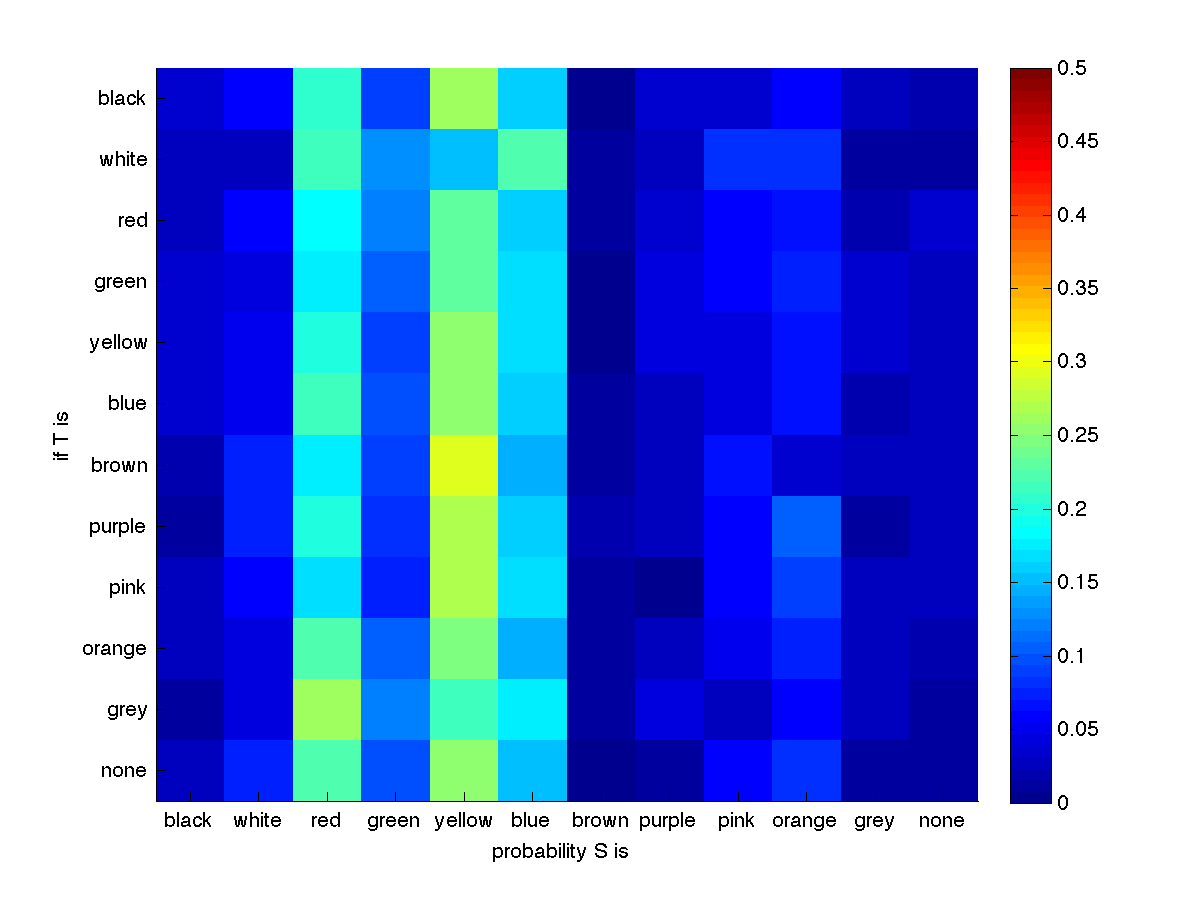 black
white
red
green
yellow
blue
brown
purple
pink
orange
grey
none
if T is
black white red green yellow blue brown purple pink orange grey none
probability S is
0.5
0.45
0.4
0.35
0.3
0.25
0.2
0.15
0.1
0.05
0